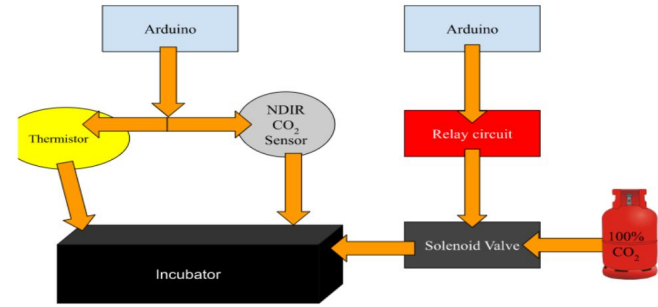 Arduino
Arduino
Thermistor
NDIR
CO₂
Sensor
Relay circuit
Incubator
Solenoid Valve
100%
CO₂